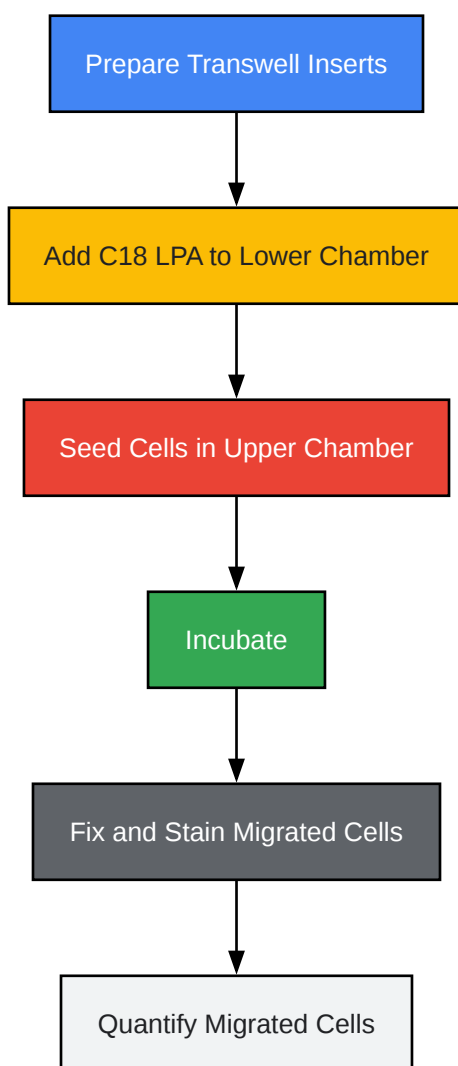 Prepare Transwell Inserts
Add C18 LPA to Lower Chamber
Seed Cells in Upper Chamber
Incubate
Fix and Stain Migrated Cells
Quantify Migrated Cells